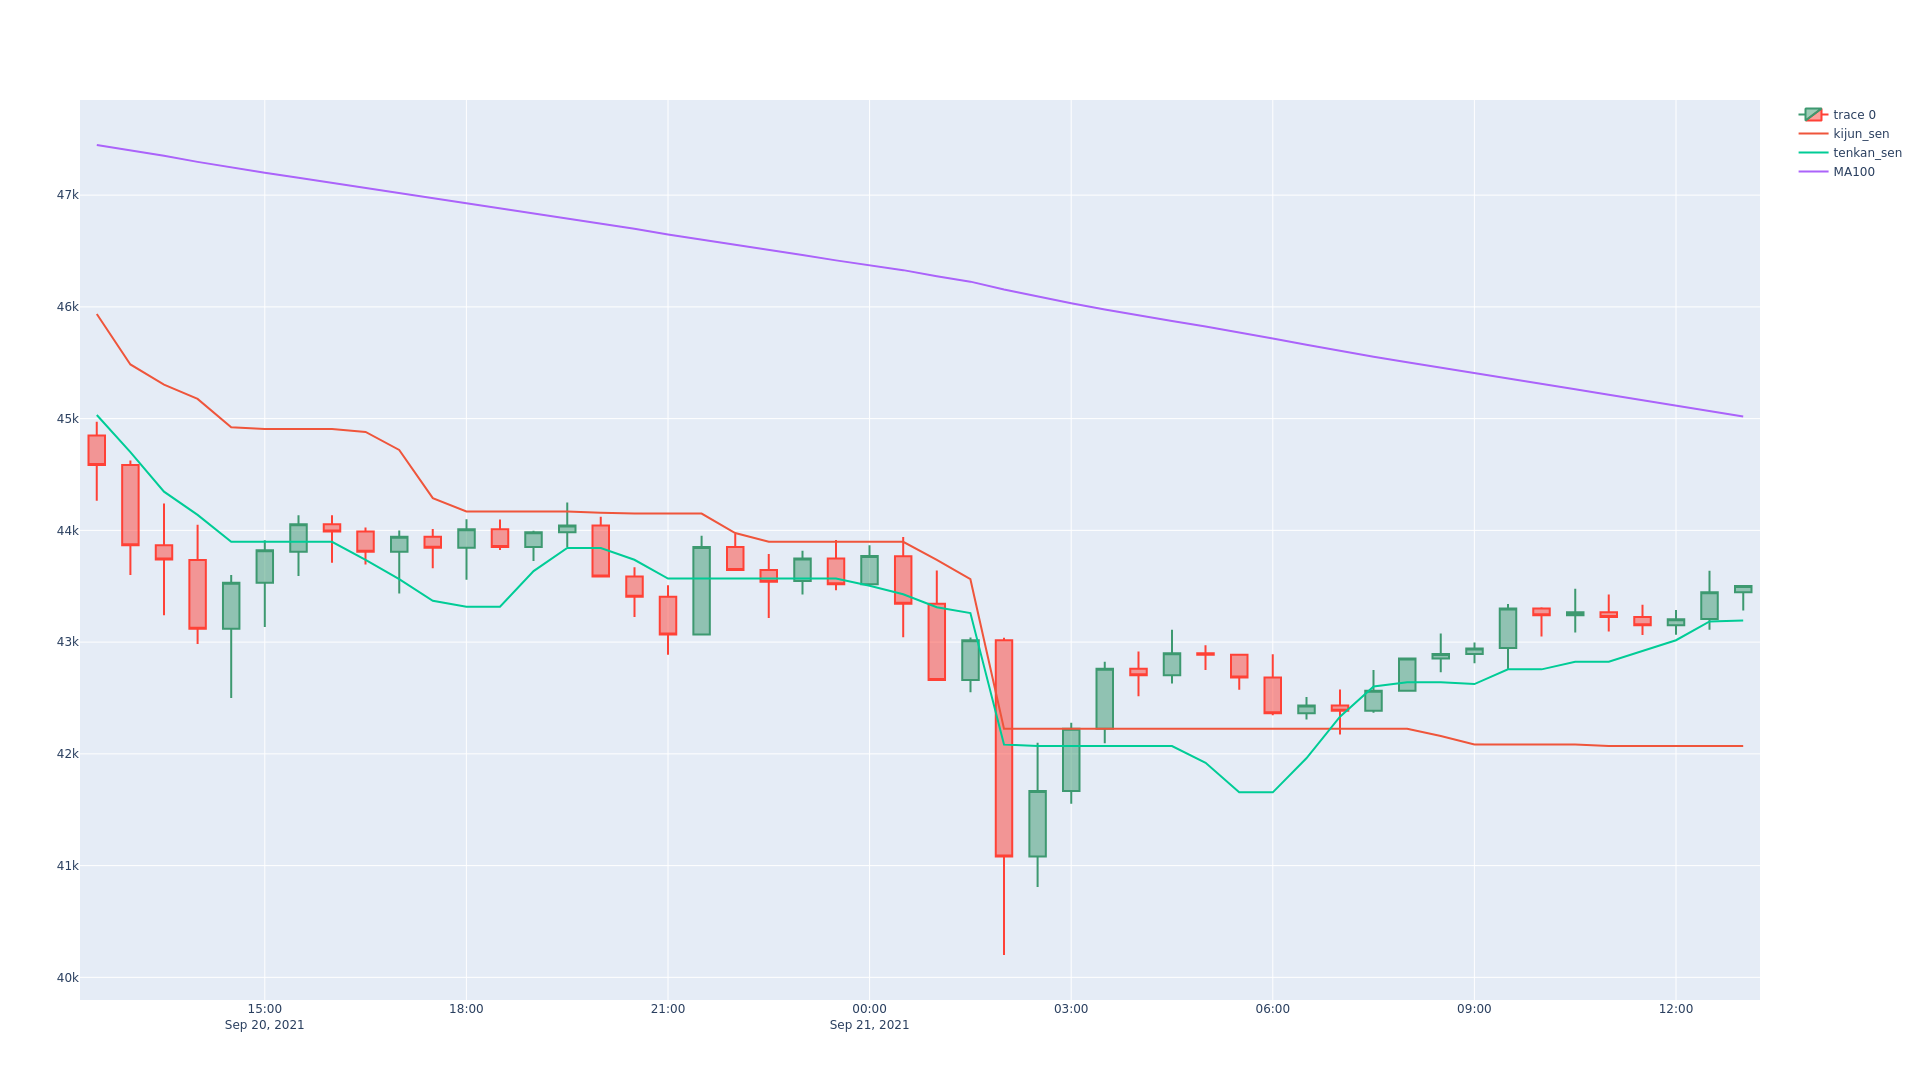 trace 0
kijun_sen
tenkan_sen
MA100
47k
46k
45k
44k
43k
42k
41k
40k
15:00 18:00 21:00 00:00 03:00 06:00 09:00 12:00
Sep 20, 2021 Sep 21, 2021